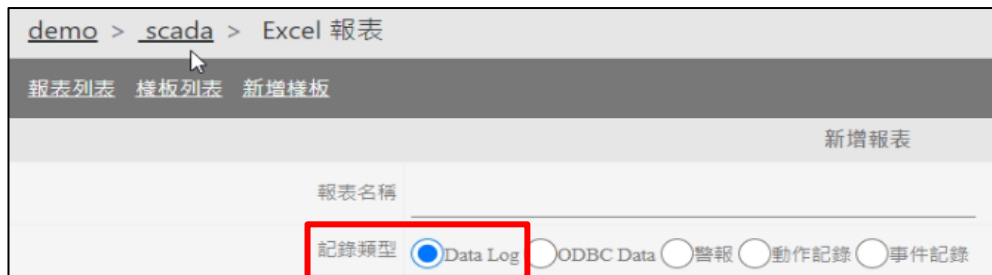 demo > scada > Excel 報表
報表列表 樣板列表 新增樣板
新增報表
報表名稱
記錄類型 Data Log ODBC Data 警報 動作記錄 事件記錄